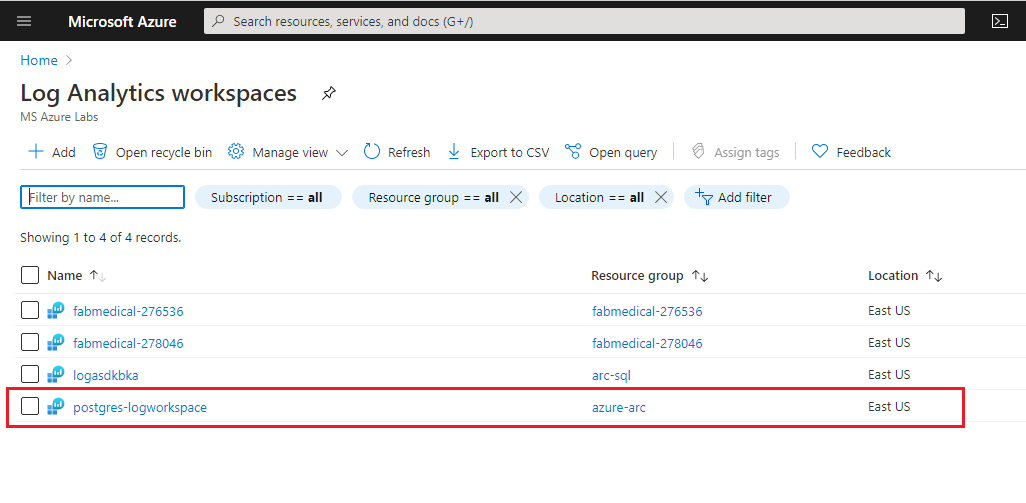 Microsoft Azure Search resources, services, and docs (G+/)
Home >
Log Analytics workspaces
MS Azure Labs
+ Add Open recycle bin Manage view Refresh Export to CSV Open query Assign tags Feedback
Filter by name... Subscription == all Resource group == all Location == all Add filter
Showing 1 to 4 of 4 records.
Name Resource group Location
fabmedical-276536 fabmedical-276536 East US
fabmedical-278046 fabmedical-278046 East US
logasdkbka arc-sql East US
postgres-logworkspace azure-arc East US